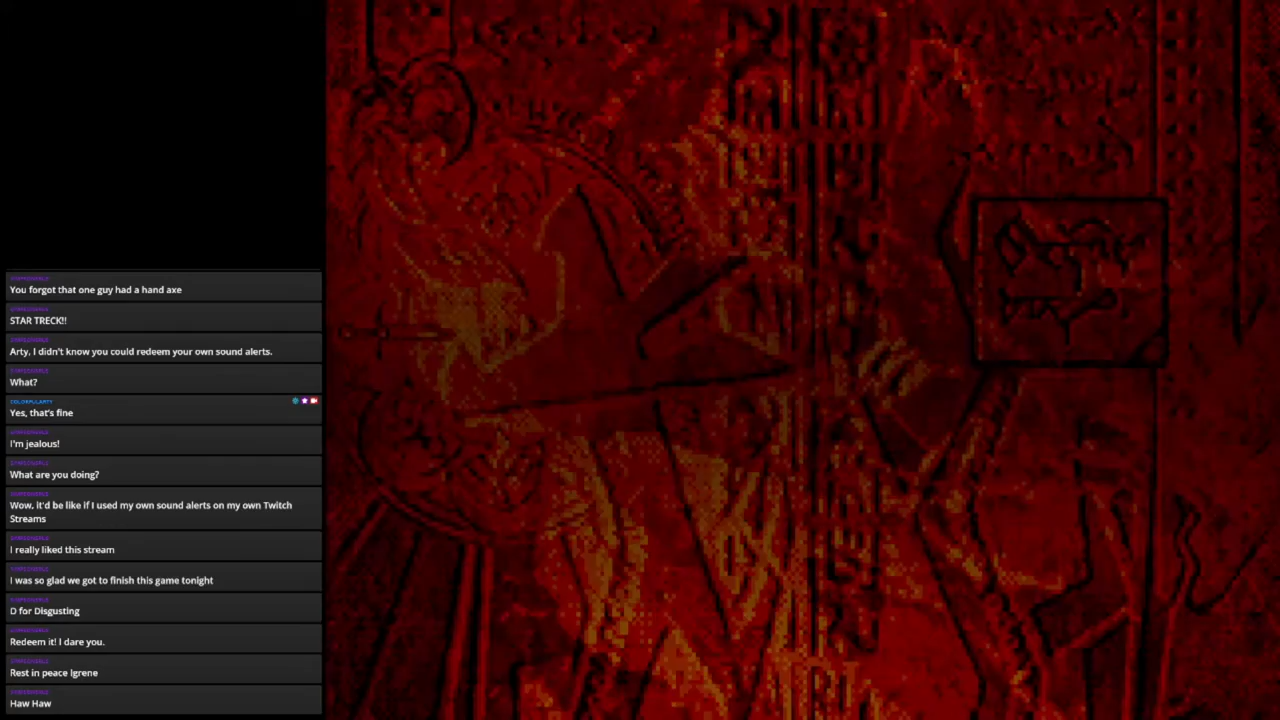 You forgot that one guy had a hand axe
STAR TRECK!!
Arty, I didn't know you could redeem your own sound alerts.
What?
COLORFULARTY
Yes, that's fine
I'm jealous!
What are you doing?
Wow, it'd be like if I used my own sound alerts on my own Twitch
Streams
I really liked this stream
I was so glad we got to finish this game tonight
D for Disgusting
Redeem it! I dare you.
Rest in peace Igrene
Haw Haw